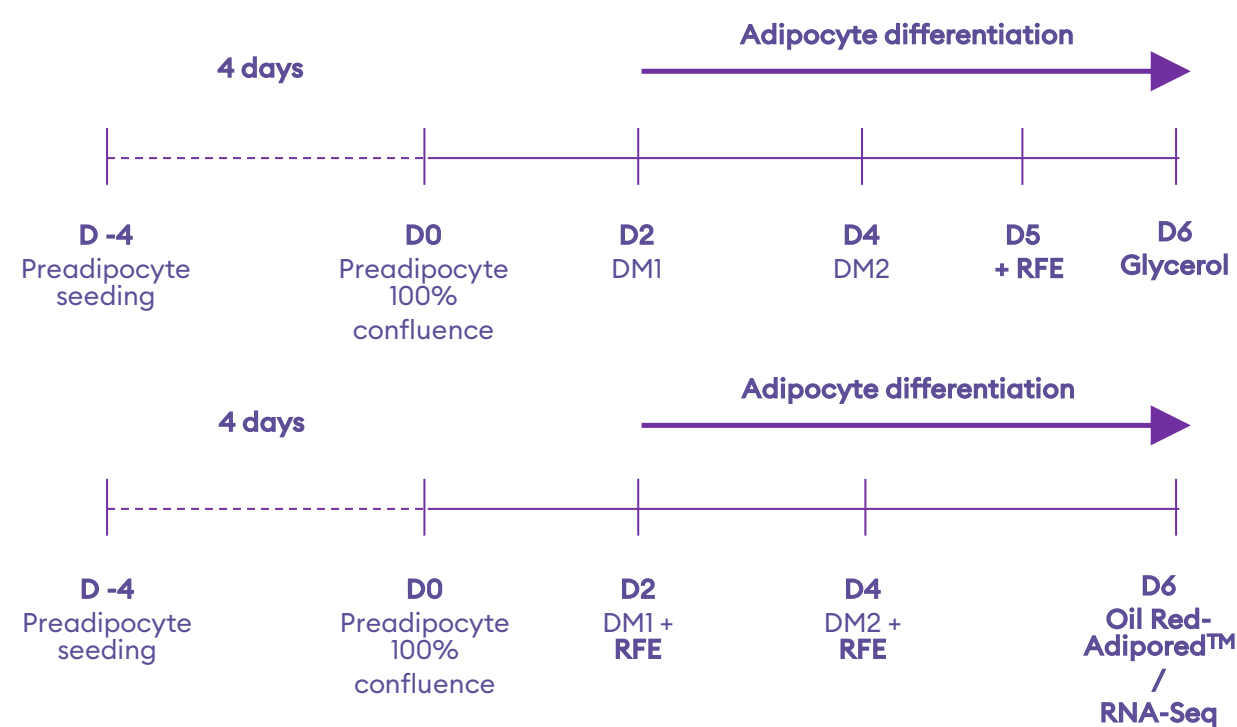 Adipocyte differentiation
4 days
D -4
Preadipocyte
seeding
D0
Preadipocyte
100%
confluence
D2
DM1
D4
DM2
D5
+ RFE
D6
Glycerol
Adipocyte differentiation
4 days
D -4
Preadipocyte
seeding
D0
Preadipocyte
100%
confluence
D2
DM1 +
RFE
D4
DM2 +
RFE
D6
Oil Red-
Adipored™
/
RNA-Seq